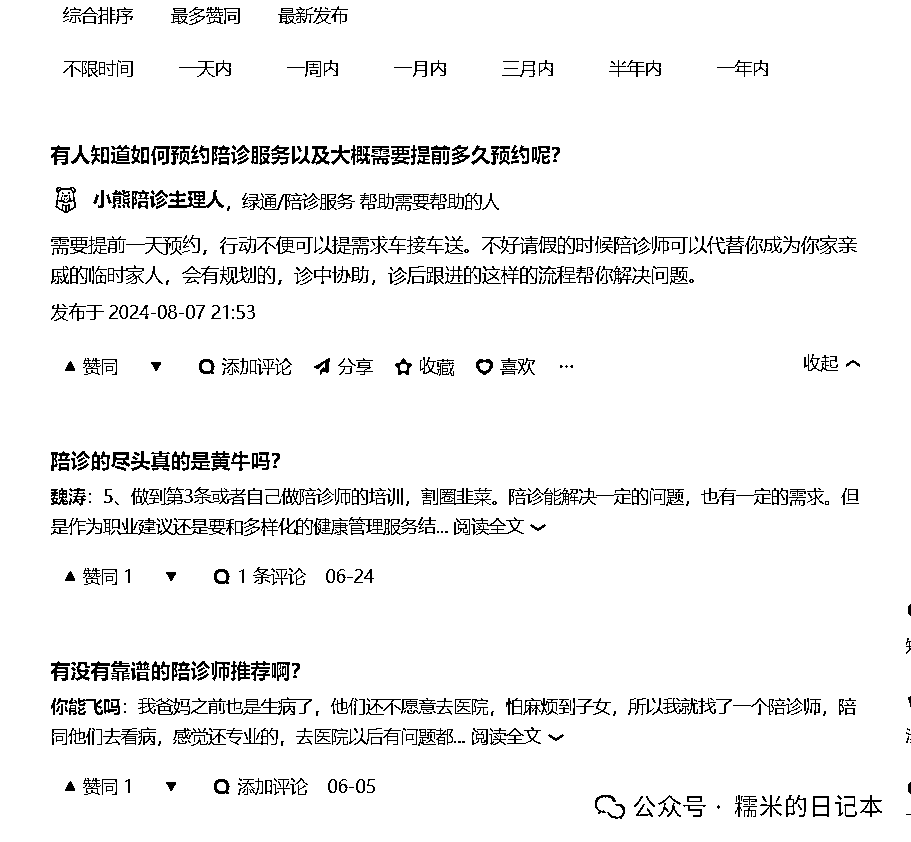 综合排序 最多赞同 最新发布
不限时间 一天内 一周内 一月内 三月内 半年内 一年内
有人知道如何预约陪诊服务以及大概需要提前多久预约呢?
小熊陪诊主理人，绿通/陪诊服务 帮助需要帮助的人
需要提前一天预约，行动不便可以提需求车接车送。不好请假的时候陪诊师可以代替你成为你家亲
戚的临时家人，会有规划的，诊中协助，诊后跟进的这样的流程帮你解决问题。
发布于 2024-08-07 21:53
▲ 赞同 ▼ 添加评论 分享 收藏 喜欢 ··· 收起
陪诊的尽头真的是黄牛吗?
魏涛：5、做到第3条或者自己做陪诊师的培训，割圈韭菜。陪诊能解决一定的问题，也有一定的需求。但
是作为职业建议还是要和多样化的健康管理服务结... 阅读全文
▲ 赞同 1 ▼ 1 条评论 06-24
有没有靠谱的陪诊师推荐啊?
你能飞吗：我爸妈之前也是生病了，他们还不愿意去医院，怕麻烦到子女，所以我就找了一个陪诊师，陪
同他们去看病，感觉还专业的，去医院以后有问题都... 阅读全文
▲ 赞同 1 ▼ 添加评论 06-05
公众号 · 糯米的日记本